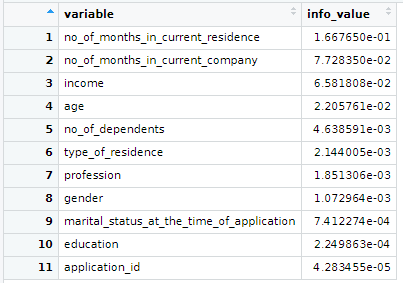 variable info_value
1 no_of_months_in_current_residence 1.667650e-01
2 no_of_months_in_current_company 7.728350e-02
3 income 6.581808e-02
4 age 2.205761e-02
5 no_of_dependents 4.638591e-03
6 type_of_residence 2.144005e-03
7 profession 1.851306e-03
8 gender 1.072964e-03
9 marital_status_at_the_time_of_application 7.412274e-04
10 education 2.249863e-04
11 application_id 4.283455e-05